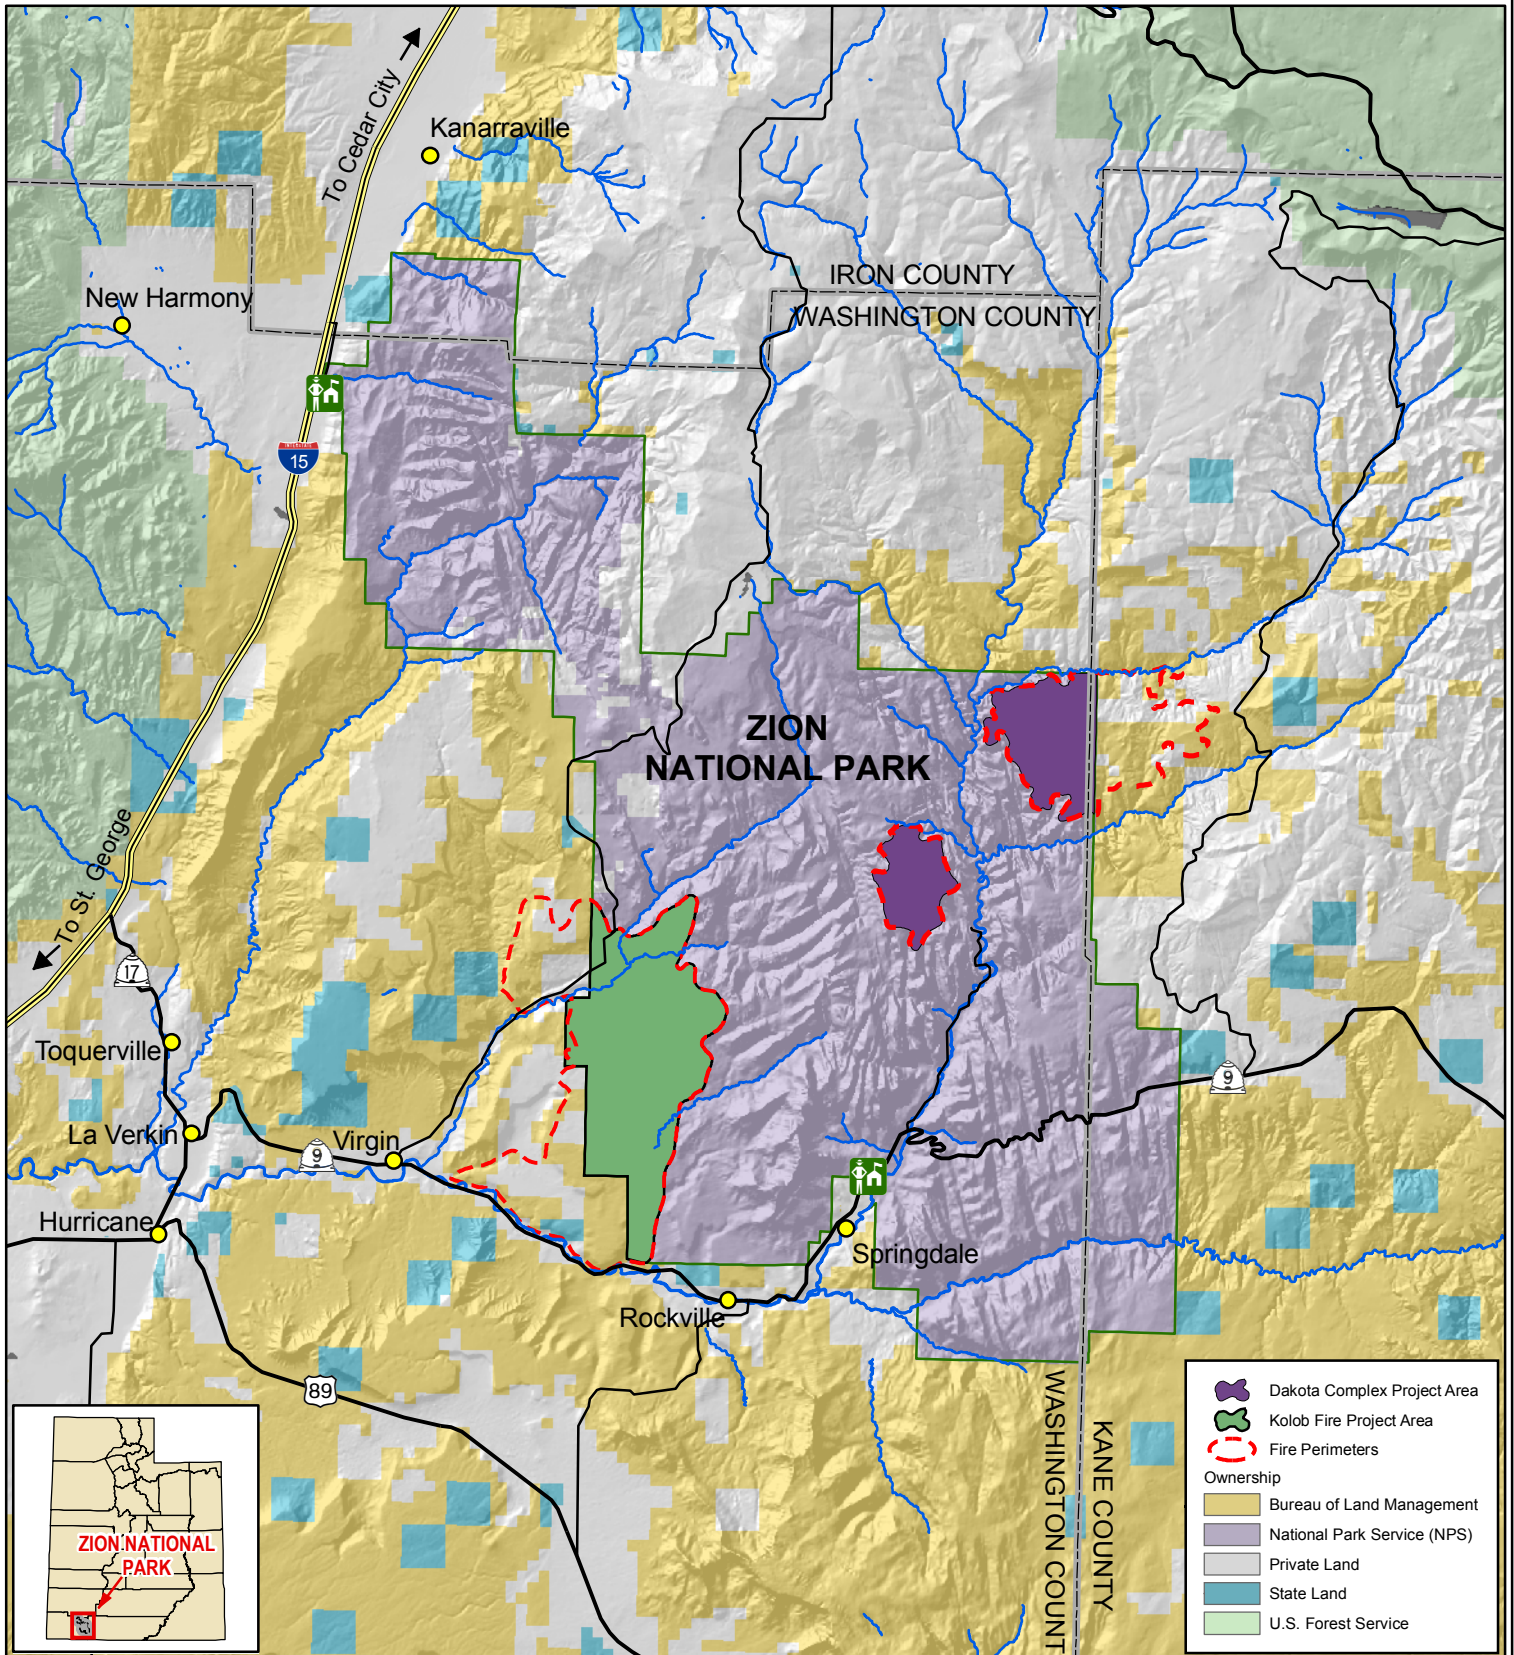 To Cedar City
Kanarraville
IRON COUNTY
WASHINGTON COUNTY
New Harmony
INTERSTATE
15
ZION
NATIONAL PARK
To St. George
17
Toquerville
9
La Verkin
Virgin
9
Hurricane
Springdale
Rockville
89
WASHINGTON COUNT
KANE COUNTY
ZION NATIONAL
PARK
Dakota Complex Project Area
Kolob Fire Project Area
Fire Perimeters
Ownership
Bureau of Land Management
National Park Service (NPS)
Private Land
State Land
U.S. Forest Service